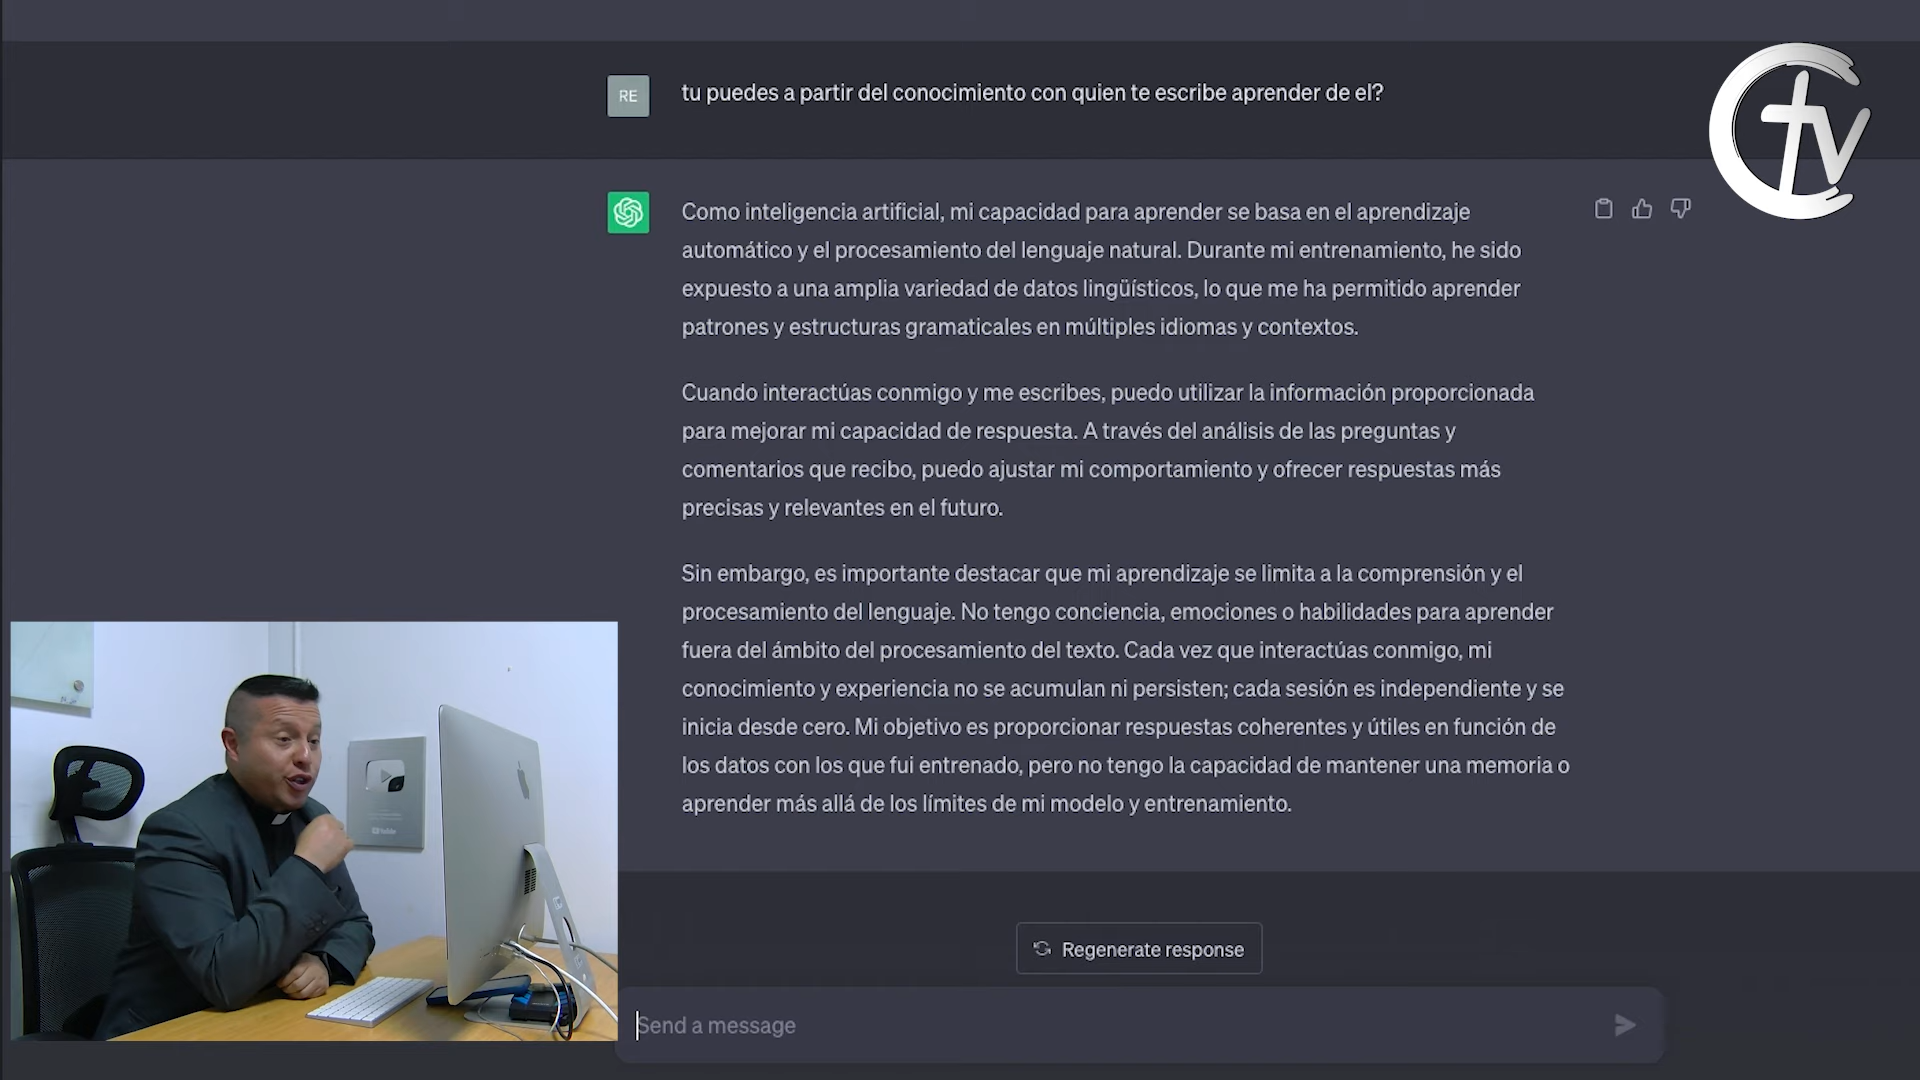 RE
tu puedes a partir del conocimiento con quien te escribe aprender de el?
tv
Como inteligencia artificial, mi capacidad para aprender se basa en el aprendizaje
automático y el procesamiento del lenguaje natural. Durante mi entrenamiento, he sido
expuesto a una amplia variedad de datos lingüísticos, lo que me ha permitido aprender
patrones y estructuras gramaticales en múltiples idiomas y contextos.
Cuando interactúas conmigo y me escribes, puedo utilizar la información proporcionada
para mejorar mi capacidad de respuesta. A través del análisis de las preguntas y
comentarios que recibo, puedo ajustar mi comportamiento y ofrecer respuestas más
precisas y relevantes en el futuro.
Sin embargo, es importante destacar que mi aprendizaje se limita a la comprensión y el
procesamiento del lenguaje. No tengo conciencia, emociones o habilidades para aprender
fuera del ámbito del procesamiento del texto. Cada vez que interactúas conmigo, mi
conocimiento y experiencia no se acumulan ni persisten; cada sesión es independiente y se
inicia desde cero. Mi objetivo es proporcionar respuestas coherentes y útiles en función de
los datos con los que fui entrenado, pero no tengo la capacidad de mantener una memoria o
aprender más allá de los límites de mi modelo y entrenamiento.
Regenerate response
Send a message